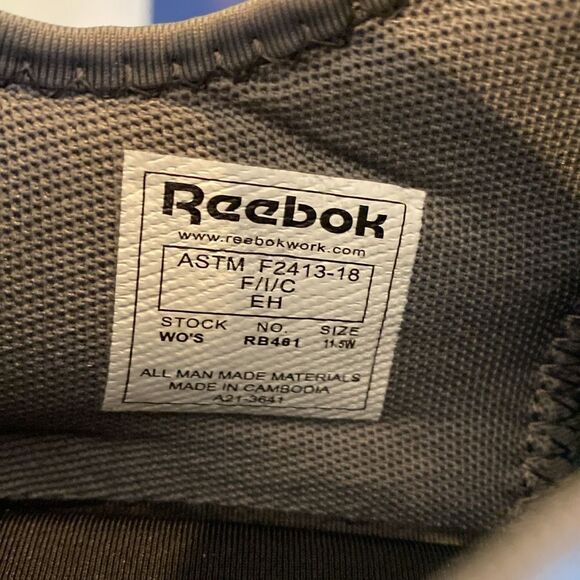 Reebok
www.reebokwork.com
ASTM F2413-18
F/I/C
EH
STOCK NO. SIZE
WO'S RB461 11.5W
ALL MAN MADE MATERIALS
MADE IN CAMBODIA
A21-3641